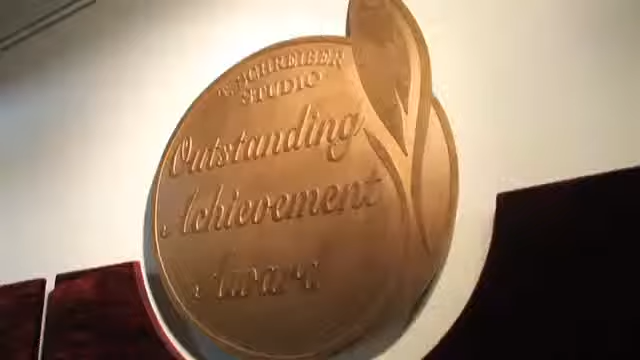 T. SCHREIBER
STUDIO
Outstanding
Achievement
Award